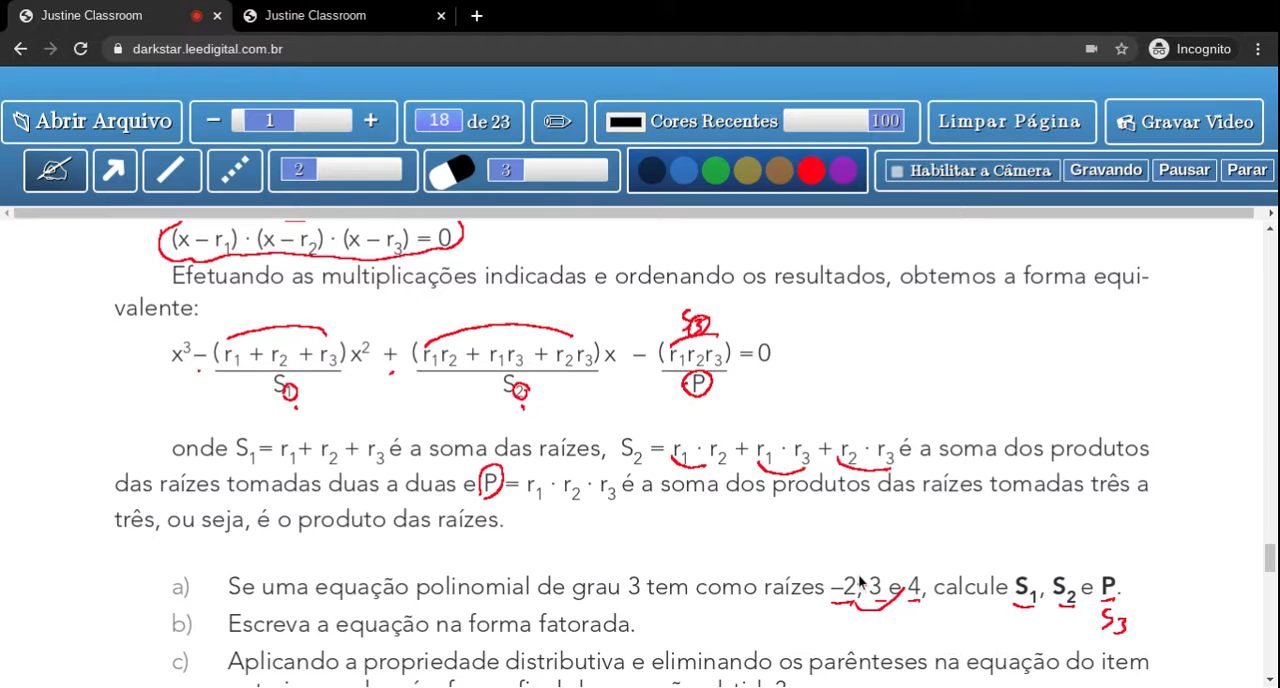 Justine Classroom
Justine Classroom
darkstar.leedigital.com.br
Incognito
Abrir Arquivo
− 1 +
18 de 23
Cores Recentes 100
Limpar Página
Gravar Video
2
3
Habilitar a Câmera
Gravando
Pausar
Parar
(x – r₁) · (x – r₂) · (x – r₃) = 0
Efetuando as multiplicações indicadas e ordenando os resultados, obtemos a forma equi-
valente:
S₃
x³ – (r₁ + r₂ + r₃)x² + (r₁r₂ + r₁r₃ + r₂r₃)x – (r₁r₂r₃) = 0
S₁ S₂ P
onde S₁ = r₁ + r₂ + r₃ é a soma das raízes, S₂ = r₁ · r₂ + r₁ · r₃ + r₂ · r₃ é a soma dos produtos
das raízes tomadas duas a duas e P = r₁ · r₂ · r₃ é a soma dos produtos das raízes tomadas três a
três, ou seja, é o produto das raízes.
a) Se uma equação polinomial de grau 3 tem como raízes –2, 3 e 4, calcule S₁, S₂ e P.
S₃
b) Escreva a equação na forma fatorada.
c) Aplicando a propriedade distributiva e eliminando os parênteses na equação do item